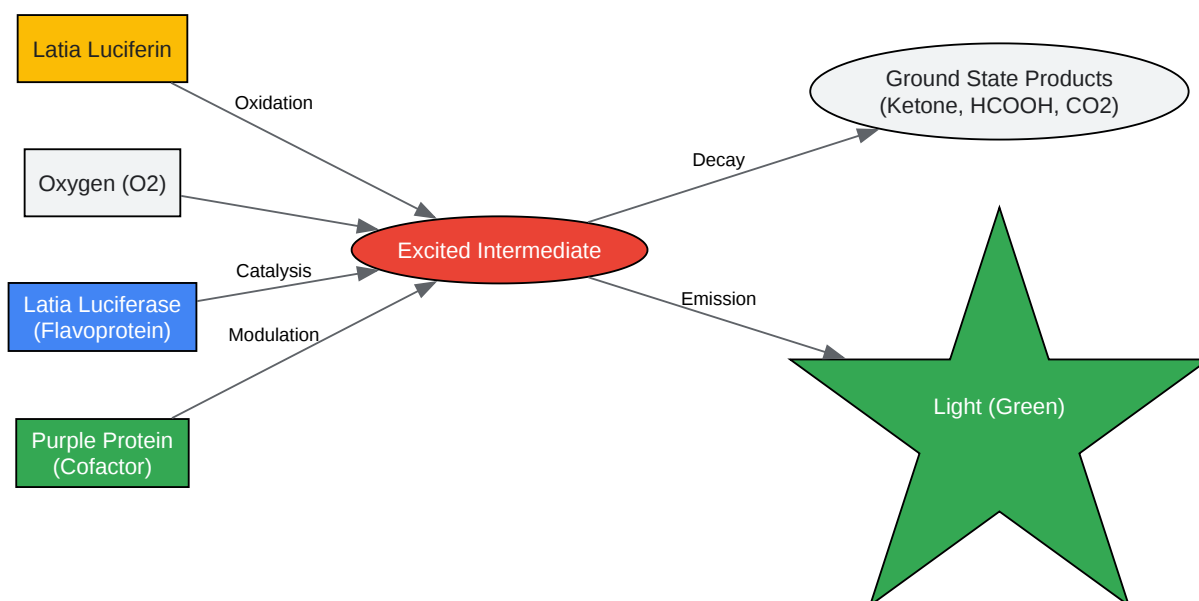 Latia Luciferin
Oxidation
Oxygen (O2)
Latia Luciferase
(Flavoprotein)
Catalysis
Purple Protein
(Cofactor)
Modulation
Excited Intermediate
Decay
Ground State Products
(Ketone, HCOOH, CO2)
Emission
Light (Green)